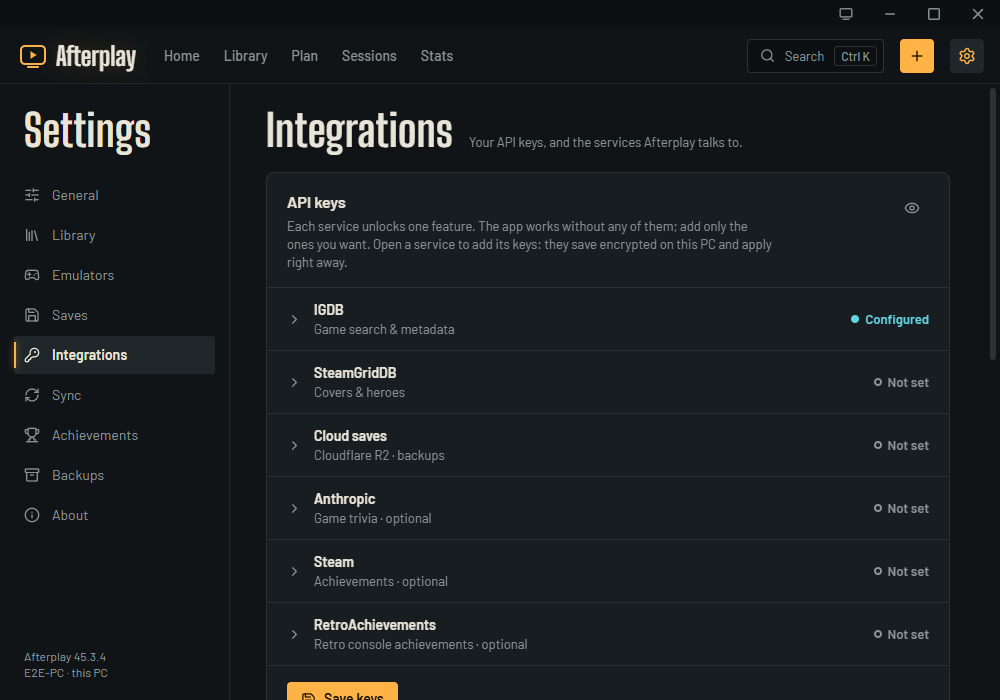 Afterplay
Home
Library
Plan
Sessions
Stats
Search
Ctrl K
Settings
General
Library
Emulators
Saves
Integrations
Sync
Achievements
Backups
About
Afterplay 45.3.4
E2E-PC · this PC
Integrations
Your API keys, and the services Afterplay talks to.
API keys
Each service unlocks one feature. The app works without any of them; add only the
ones you want. Open a service to add its keys: they save encrypted on this PC and apply
right away.
IGDB
Game search & metadata
Configured
SteamGridDB
Covers & heroes
Not set
Cloud saves
Cloudflare R2 · backups
Not set
Anthropic
Game trivia · optional
Not set
Steam
Achievements · optional
Not set
RetroAchievements
Retro console achievements · optional
Not set
Save keys